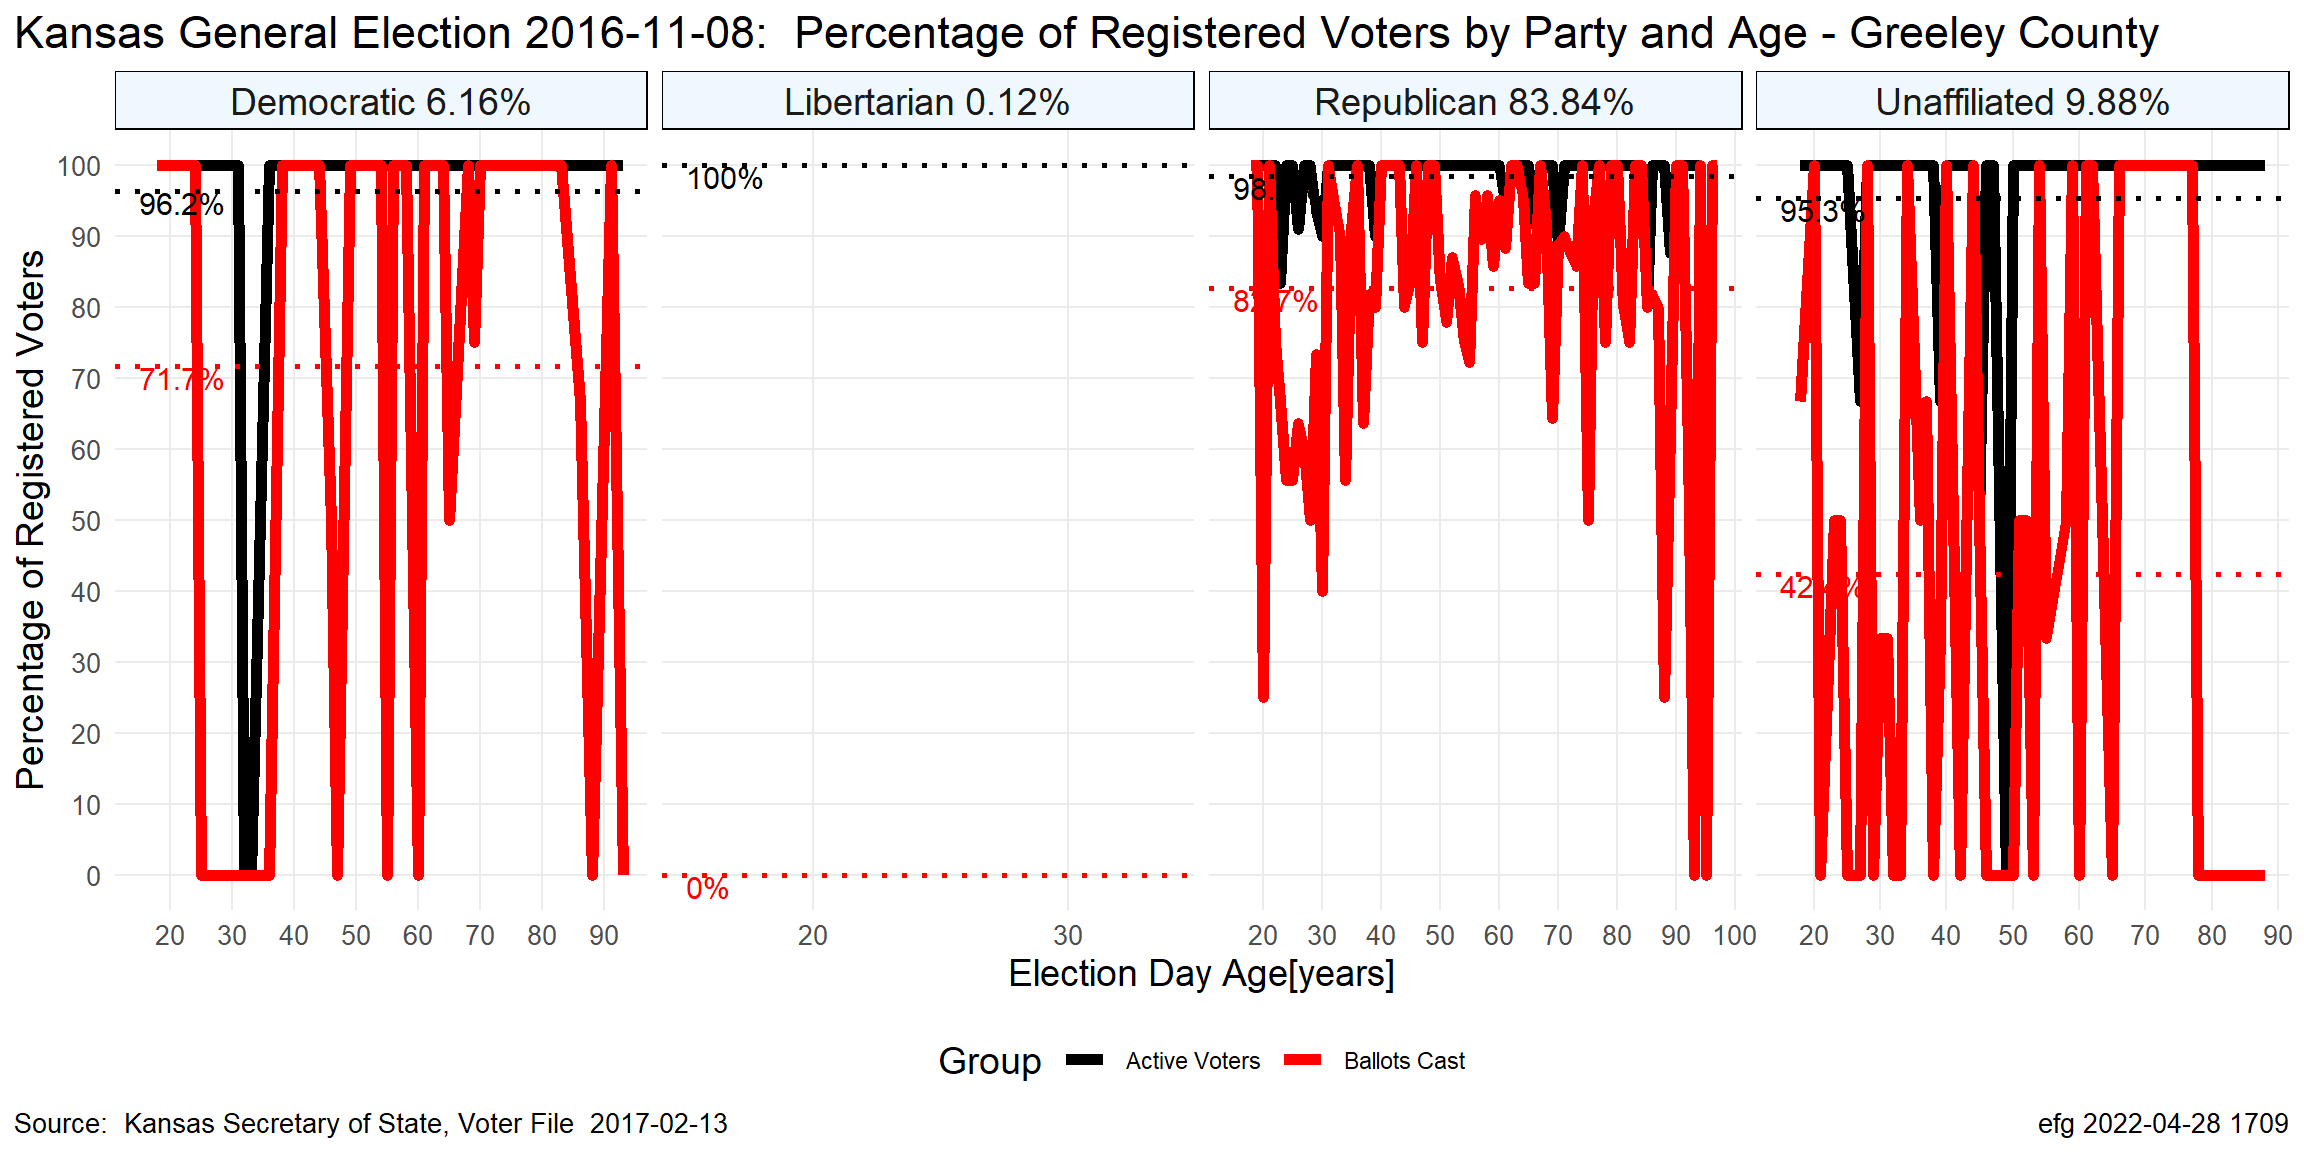 Kansas General Election 2016-11-08:  Percentage of Registered Voters by Party and Age - Greeley County
Democratic 6.16%
Libertarian 0.12%
Republican 83.84%
Unaffiliated 9.88%
Percentage of Registered Voters
100
90
80
70
60
50
40
30
20
10
0
96.2%
71.7%
100%
0%
98.
82.7%
95.3%
42.4%
20 30 40 50 60 70 80 90
20 30
20 30 40 50 60 70 80 90 100
20 30 40 50 60 70 80 90
Election Day Age[years]
Group Active Voters Ballots Cast
Source:  Kansas Secretary of State, Voter File  2017-02-13
efg 2022-04-28 1709